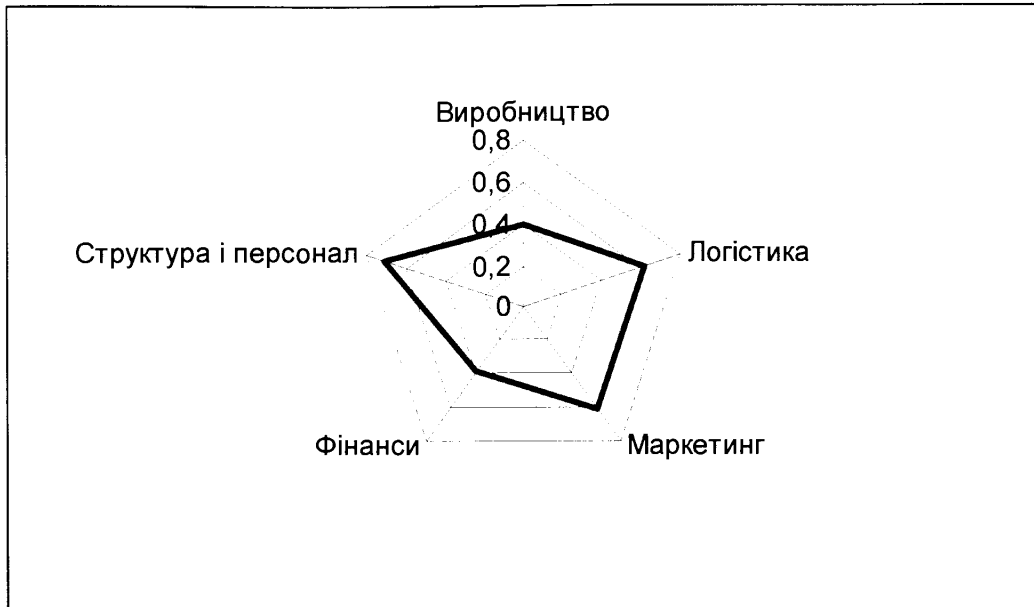 Виробництво
0,8
0,6
0,4
0,2
0
Структура і персонал
Логістика
Фінанси
Маркетинг